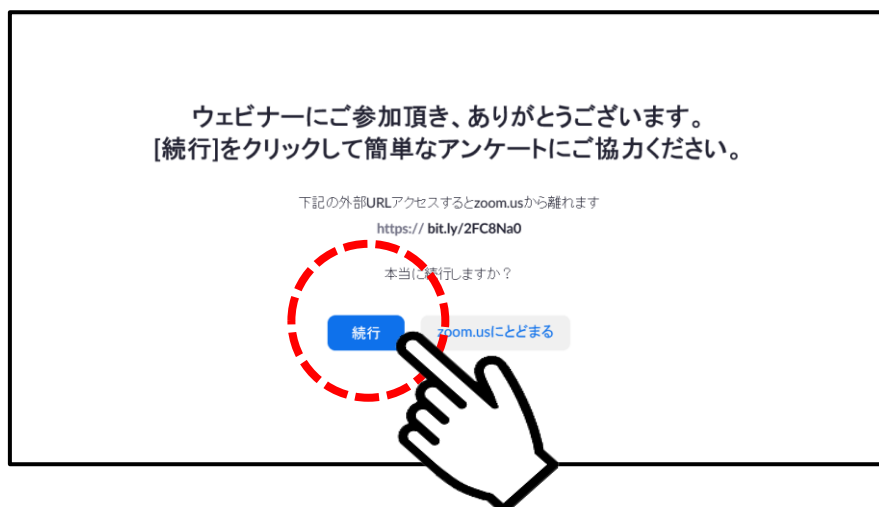 ウェビナーにご参加頂き、ありがとうございます。
[続行]をクリックして簡単なアンケートにご協力ください。
下記の外部URLアクセスするとzoom.usから離れます
https:// bit.ly/2FC8Na0
本当に続行しますか？
続行
zoom.usにとどまる